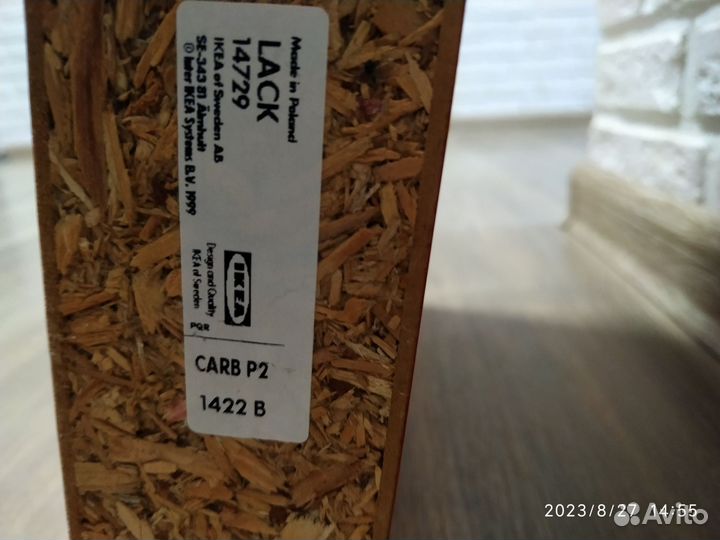 Made in Poland
LACK
14729
IKEA of Sweden AB
SE-343 81 Älmhult
© Inter IKEA Systems B.V. 1999
IKEA
Design and Quality
IKEA of Sweden
PQR
CARB P2
1422 B
2023/8/27 14:55
Avito